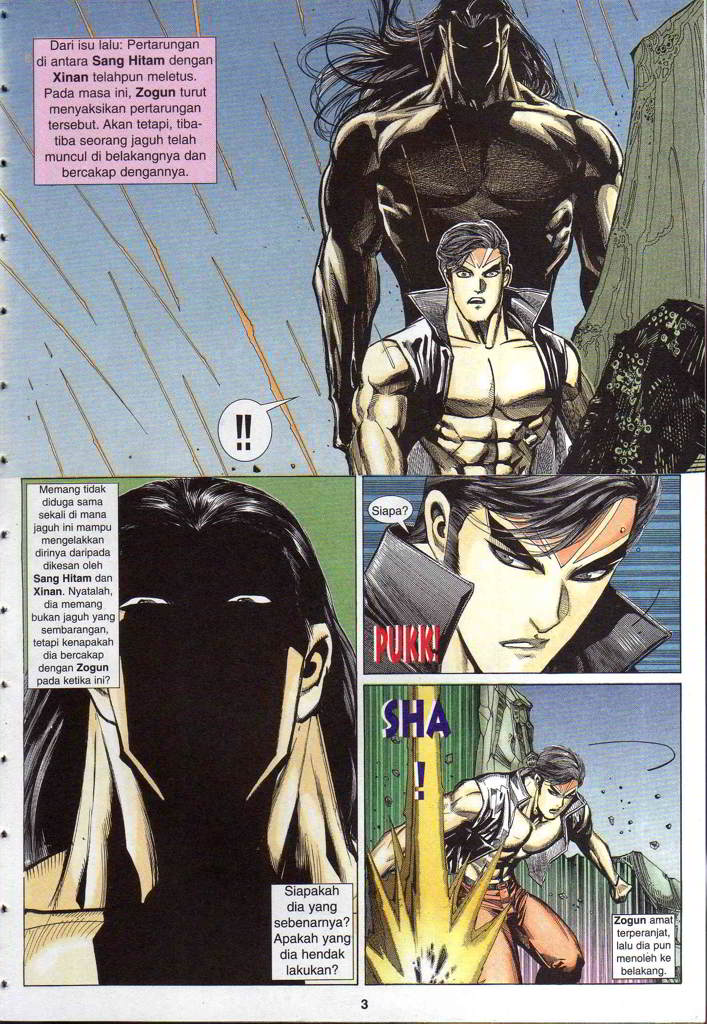 Dari isu lalu: Pertarungan
di antara Sang Hitam dengan
Xinan telahpun meletus.
Pada masa ini, Zogun turut
menyaksikan pertarungan
tersebut. Akan tetapi, tiba-
tiba seorang jaguh telah
muncul di belakangnya dan
bercakap dengannya.
!!
Memang tidak
diduga sama
sekali di mana
jaguh ini mampu
mengelakkan
dirinya daripada
dikesan oleh
Sang Hitam dan
Xinan. Nyatalah,
dia memang
bukan jaguh yang
sembarangan,
tetapi kenapakah
dia bercakap
dengan Zogun
pada ketika ini?
Siapakah
dia yang
sebenarnya?
Apakah yang
dia hendak
lakukan?
Siapa?
PUKK!
SHA
!
Zogun amat
terperanjat,
lalu dia pun
menoleh ke
belakang.
3